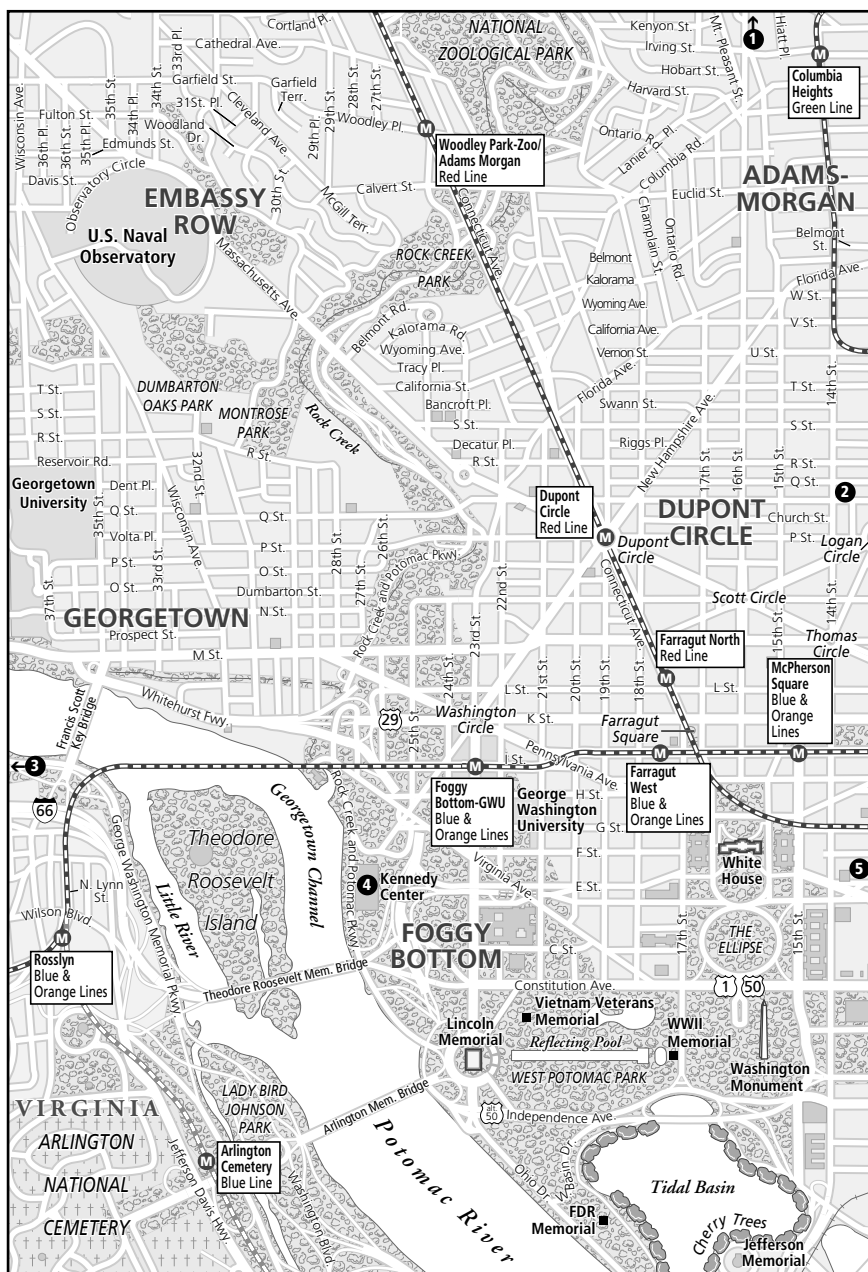 Cortland Pl.
Cathedral Ave.
NATIONAL
ZOOLOGICAL PARK
Kenyon St.
Irving St.
Mt. Pleasant St.
Hiatt Pl.
1
Hobart St.
Harvard St.
Columbia
Heights
Green Line
M
Wisconsin Ave.
36th Pl.
36th St.
35th Pl.
35th St.
34th Pl.
34th St.
33rd Pl.
Garfield St.
31St. Pl.
Woodland
Dr.
Cleveland Ave.
Garfield
Terr.
29th Pl.
29th St.
28th St.
27th St.
Woodley Pl.
Fulton St.
Edmunds St.
Davis St.
Observatory Circle
30th St.
McGill Terr.
Calvert St.
M
Woodley Park-Zoo/
Adams Morgan
Red Line
Ontario Rd.
Lanier Pl.
Columbia Rd.
Euclid St.
Champlain St.
Ontario Rd.
ADAMS-
MORGAN
Belmont
St.
EMBASSY
ROW
U.S. Naval
Observatory
Massachusetts Ave.
ROCK CREEK
PARK
Connecticut Ave.
Belmont
Kalorama
Wyoming Ave.
California Ave.
Vernon St.
Florida Ave.
W St.
V St.
U St.
Belmont Rd.
Kalorama Rd.
Wyoming Ave.
Tracy Pl.
California St.
Bancroft Pl.
S St.
Decatur Pl.
R St.
Florida Ave.
Swann St.
Riggs Pl.
New Hampshire Ave.
T St.
14th St.
S St.
R St.
Q St.
17th St.
16th St.
15th St.
T St.
S St.
R St.
Reservoir Rd.
DUMBARTON
OAKS PARK
MONTROSE
PARK
R St.
Rock Creek
Georgetown
University
Dent Pl.
Q St.
Volta Pl.
P St.
O St.
35th St.
33rd St.
32nd St.
Wisconsin Ave.
Q St.
P St.
O St.
Dumbarton St.
N St.
28th St.
27th St.
26th St.
Rock Creek and Potomac Pkwy.
Dupont
Circle
Red Line
M
Dupont
Circle
DUPONT
CIRCLE
2
Church St.
P St.
Logan
Circle
Scott Circle
15th St.
14th St.
Thomas
Circle
37th St.
GEORGETOWN
Prospect St.
M St.
22nd St.
23rd St.
24th St.
25th St.
Connecticut Ave.
Farragut North
Red Line
M
21st St.
20th St.
19th St.
18th St.
L St.
L St.
K St.
McPherson
Square
Blue &
Orange
Lines
M
Francis Scott
Key Bridge
Whitehurst Fwy.
29
Washington
Circle
Farragut
Square
I St.
Pennsylvania Ave.
3
66
M
Foggy
Bottom-GWU
Blue &
Orange Lines
George
Washington
University
H St.
G St.
F St.
E St.
M
Farragut
West
Blue &
Orange Lines
White
House
5
Theodore
Roosevelt
Island
Georgetown Channel
Little River
Rock Creek and Potomac Pkwy.
George Washington Memorial Pkwy
4
Kennedy
Center
Virginia Ave.
N. Lynn
St.
Wilson Blvd
M
Rosslyn
Blue &
Orange Lines
Theodore Roosevelt Mem. Bridge
FOGGY
BOTTOM
C St.
17th St.
THE
ELLIPSE
15th St.
Constitution Ave.
1
50
Vietnam Veterans
Memorial
Lincoln
Memorial
Reflecting Pool
WEST POTOMAC PARK
WWII
Memorial
Washington
Monument
VIRGINIA
ARLINGTON
NATIONAL
CEMETERY
LADY BIRD
JOHNSON
PARK
Arlington Mem. Bridge
alt.
50
Independence Ave.
M
Arlington
Cemetery
Blue Line
Jefferson Davis Hwy.
Washington Blvd.
Potomac River
Ohio Dr.
W. Basin Dr.
FDR
Memorial
Tidal Basin
Cherry Trees
Jefferson
Memorial